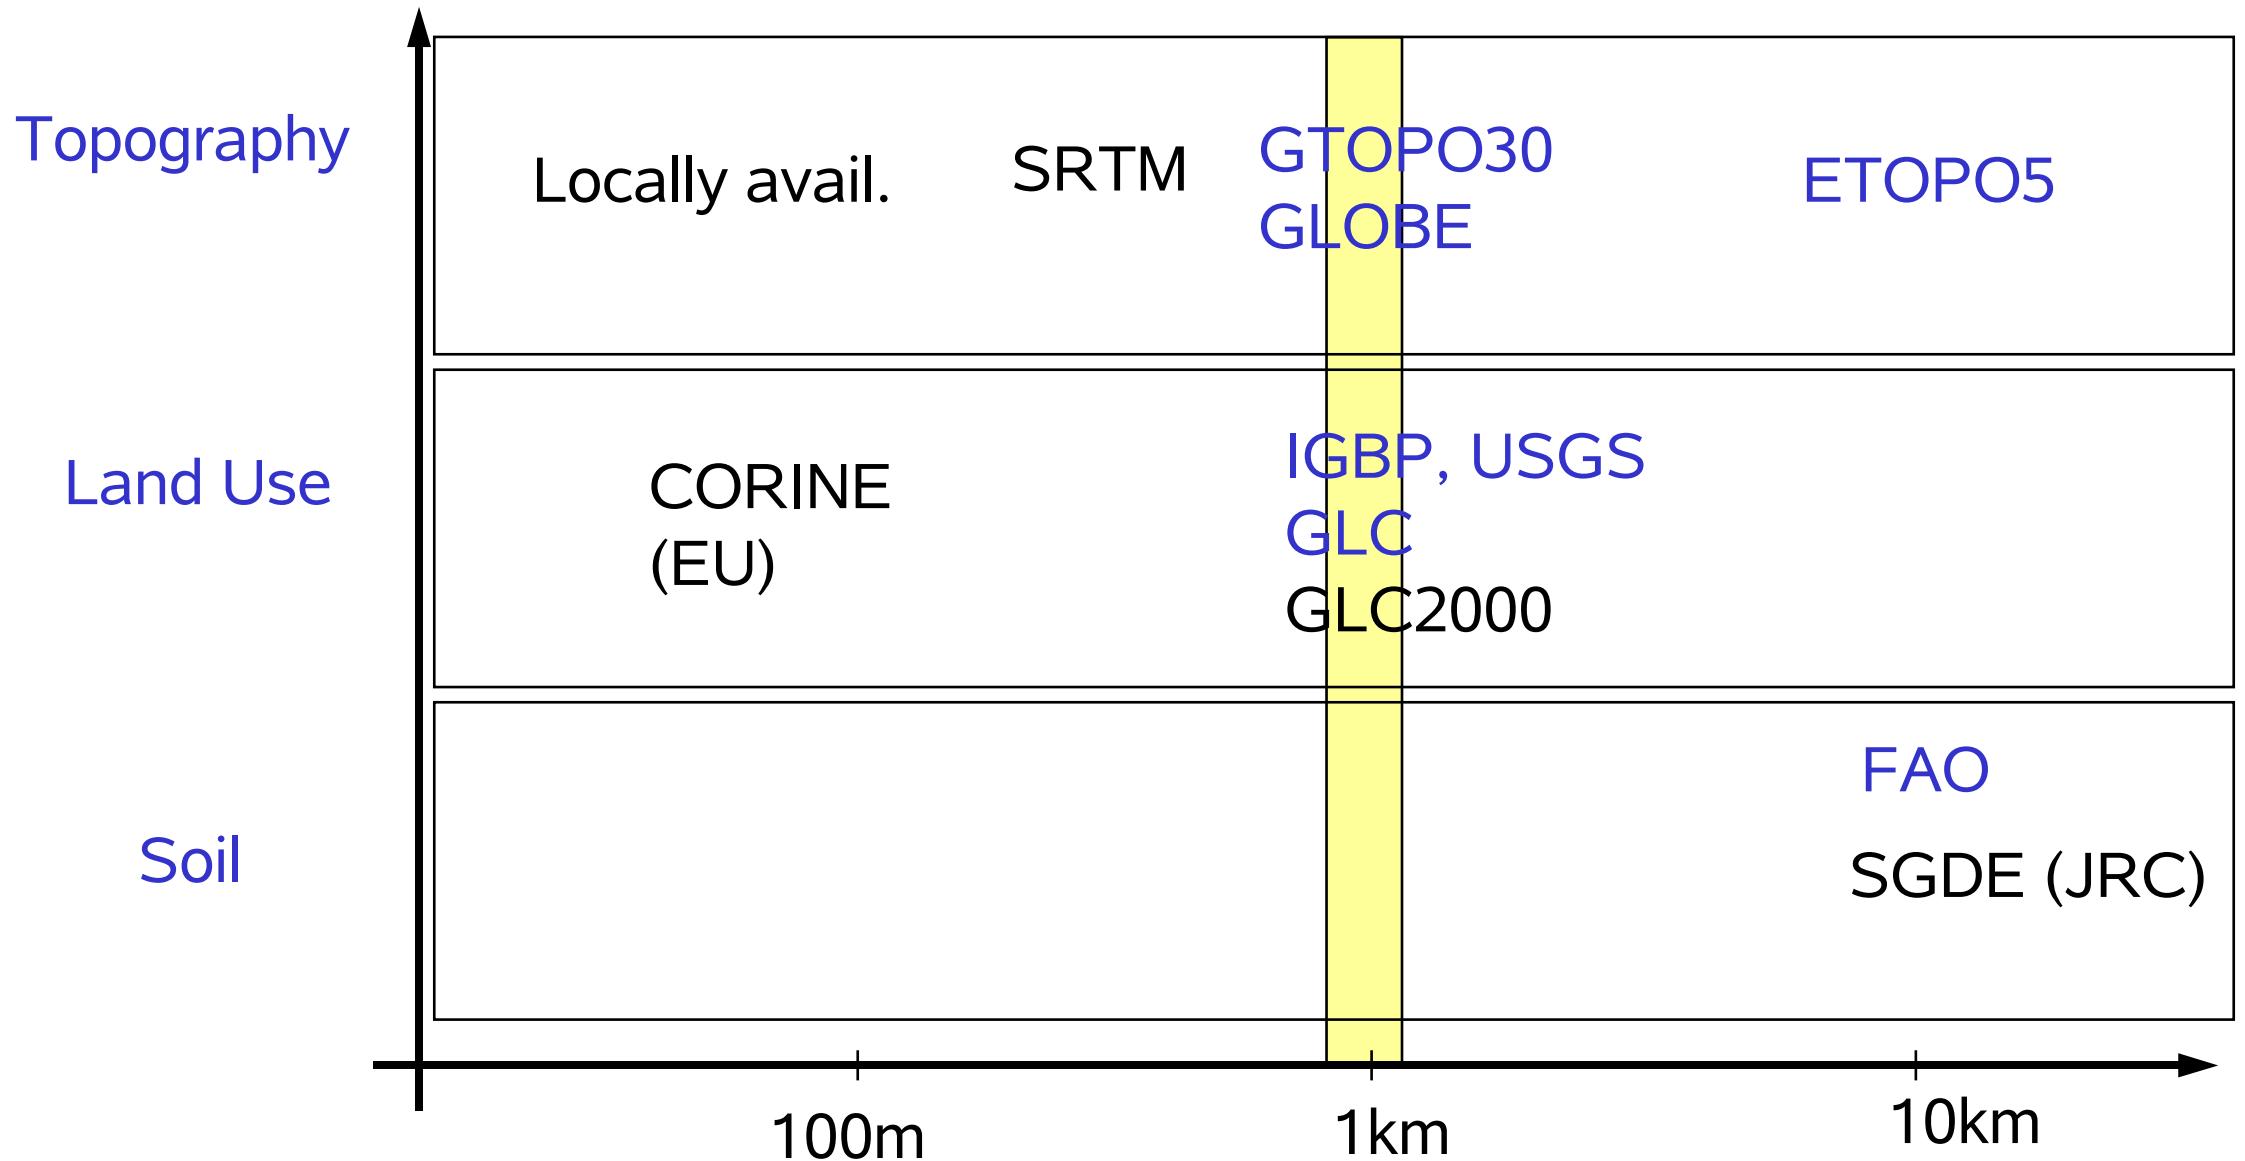 Topography
Locally avail.
SRTM
GTOPO30
GLOBE
ETOPO5
Land Use
CORINE
(EU)
IGBP, USGS
GLC
GLC2000
Soil
FAO
SGDE (JRC)
100m
1km
10km